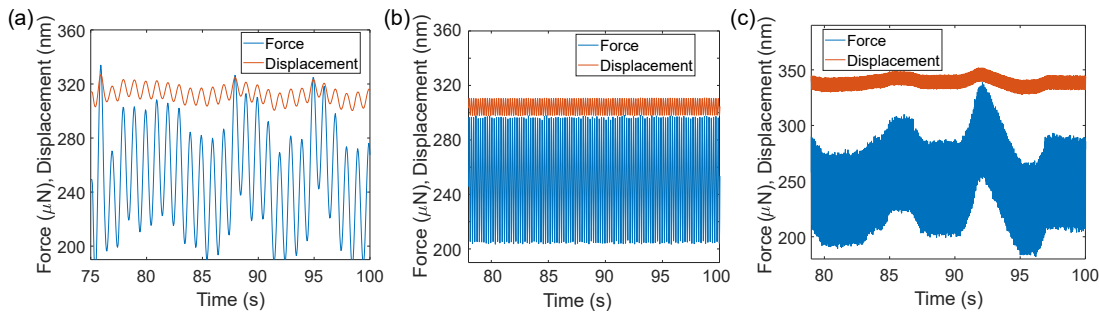 (a)
Force (μN), Displacement (nm)
360
320
280
240
200
Force
Displacement
75 80 85 90 95 100
Time (s)
(b)
Force (μN), Displacement (nm)
360
320
280
240
200
Force
Displacement
80 85 90 95 100
Time (s)
(c)
Force (μN), Displacement (nm)
350
300
250
200
Force
Displacement
80 85 90 95 100
Time (s)